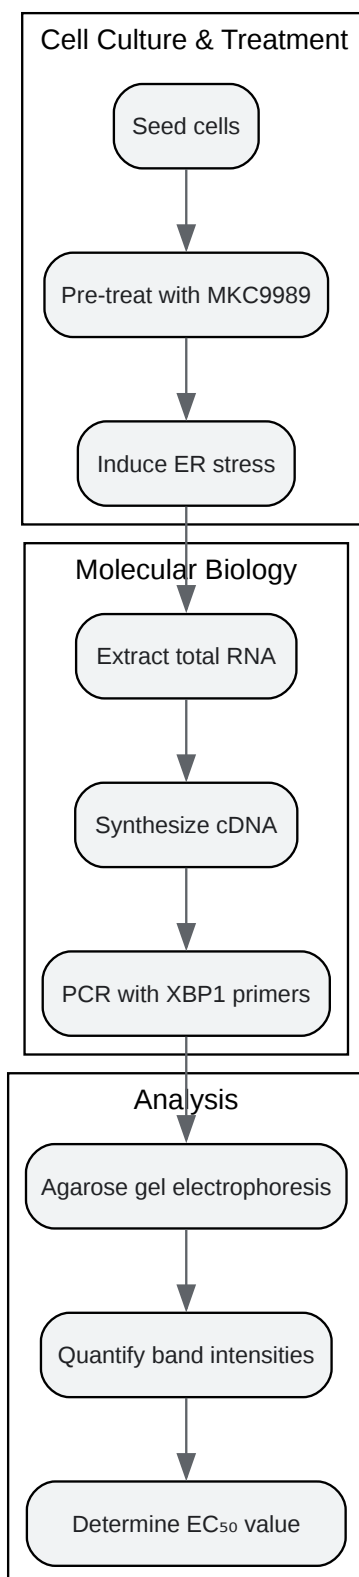 Cell Culture & Treatment
Seed cells
Pre-treat with MKC9989
Induce ER stress
Molecular Biology
Extract total RNA
Synthesize cDNA
PCR with XBP1 primers
Analysis
Agarose gel electrophoresis
Quantify band intensities
Determine EC₅₀ value